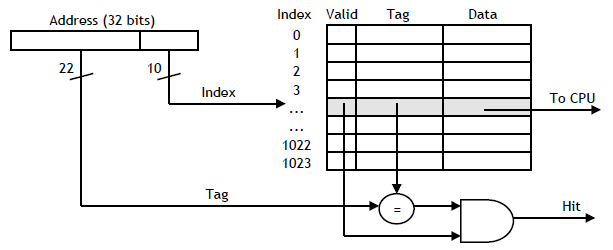 Address (32 bits)
Index Valid Tag Data
0
1
2
3
...
...
1022
1023
22
10
Index
To CPU
Tag
=
Hit